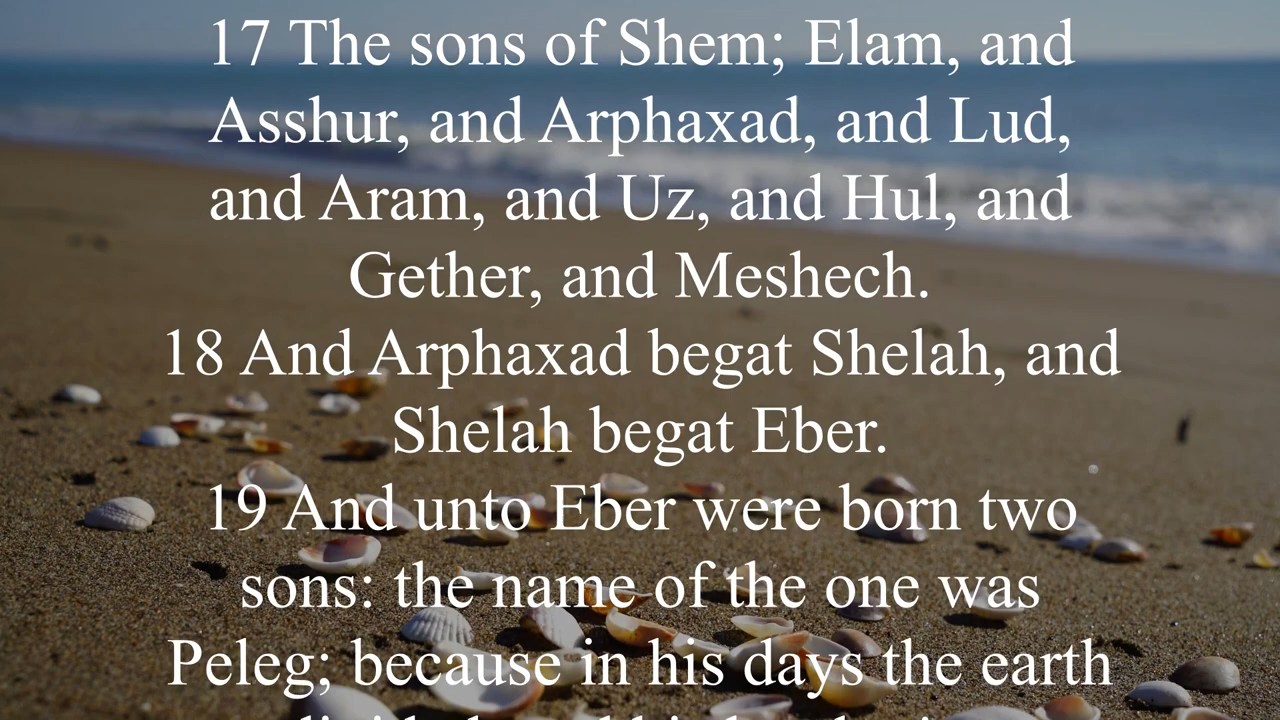 17 The sons of Shem; Elam, and
Asshur, and Arphaxad, and Lud,
and Aram, and Uz, and Hul, and
Gether, and Meshech.
18 And Arphaxad begat Shelah, and
Shelah begat Eber.
19 And unto Eber were born two
sons: the name of the one was
Peleg; because in his days the earth